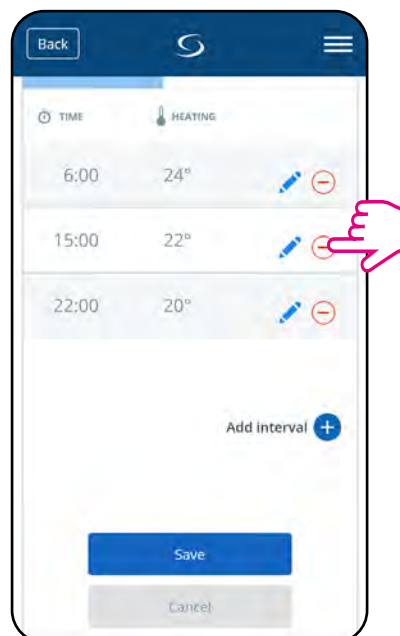 Back
TIME HEATING
6:00 24°
15:00 22°
22:00 20°
Add interval
Save
Cancel